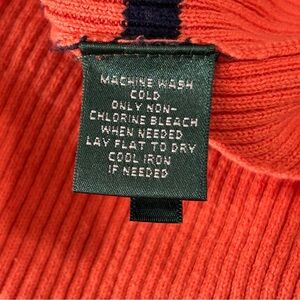 MACHINE WASH
COLD
ONLY NON-
CHLORINE BLEACH
WHEN NEEDED
LAY FLAT TO DRY
COOL IRON
IF NEEDED